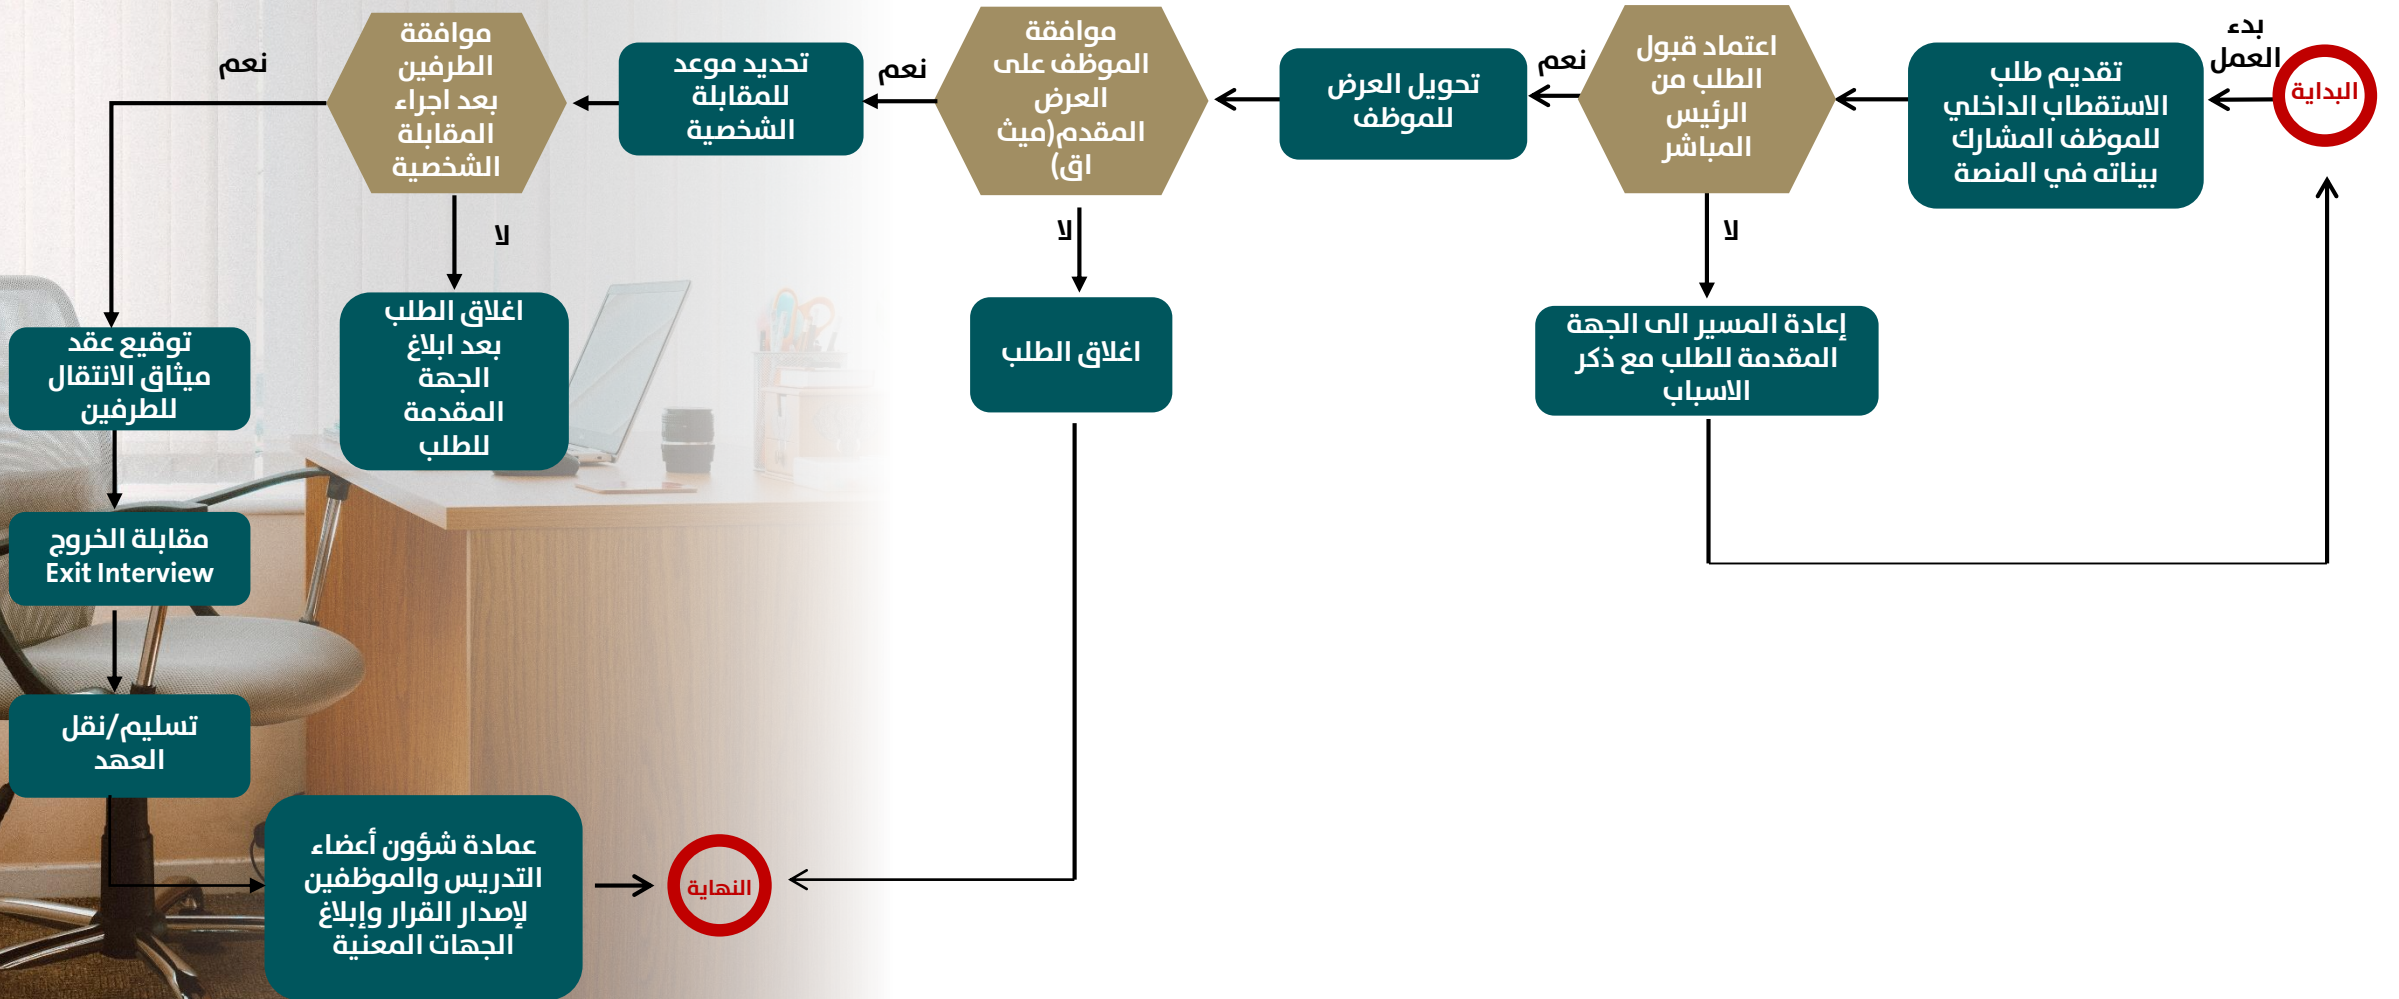 البداية
بدء
العمل
تقديم طلب
الاستقطاب الداخلي
للموظف المشارك
بيناته في المنصة
اعتماد قبول
الطلب من
الرئيس
المباشر
نعم
تحويل العرض
للموظف
موافقة
الموظف على
العرض
المقدم(ميث
اق)
نعم
تحديد موعد
للمقابلة
الشخصية
موافقة
الطرفين
بعد اجراء
المقابلة
الشخصية
نعم
لا
إعادة المسير الى الجهة
المقدمة للطلب مع ذكر
الاسباب
لا
اغلاق الطلب
لا
اغلاق الطلب
بعد ابلاغ
الجهة
المقدمة
للطلب
توقيع عقد
ميثاق الانتقال
للطرفين
مقابلة الخروج
Exit Interview
تسليم/نقل
العهد
عمادة شؤون أعضاء
التدريس والموظفين
لإصدار القرار وإبلاغ
الجهات المعنية
النهاية